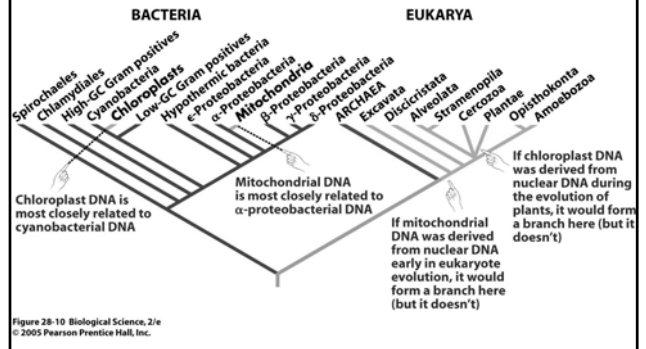 BACTERIA
EUKARYA
Spirochaeles
Chlamydiales
High-GC Gram positives
Cyanobacteria
Chloroplasts
Low-GC Gram positives
Hypothermic bacteria
ϵ-Proteobacteria
α-Proteobacteria
Mitochondria
β-Proteobacteria
γ-Proteobacteria
δ-Proteobacteria
ARCHAEA
Excavata
Discicristata
Alveolata
Stramenopila
Cercozoa
Plantae
Opisthokonta
Amoebozoa
Chloroplast DNA is
most closely related to
cyanobacterial DNA
Mitochondrial DNA
is most closely related to
α-proteobacterial DNA
If mitochondrial
DNA was derived
from nuclear DNA
early in eukaryote
evolution, it would
form a branch here
(but it doesn't)
If chloroplast DNA
was derived from
nuclear DNA during
the evolution of
plants, it would form
a branch here (but it
doesn't)
Figure 28-10 Biological Science, 2/e
© 2005 Pearson Prentice Hall, Inc.